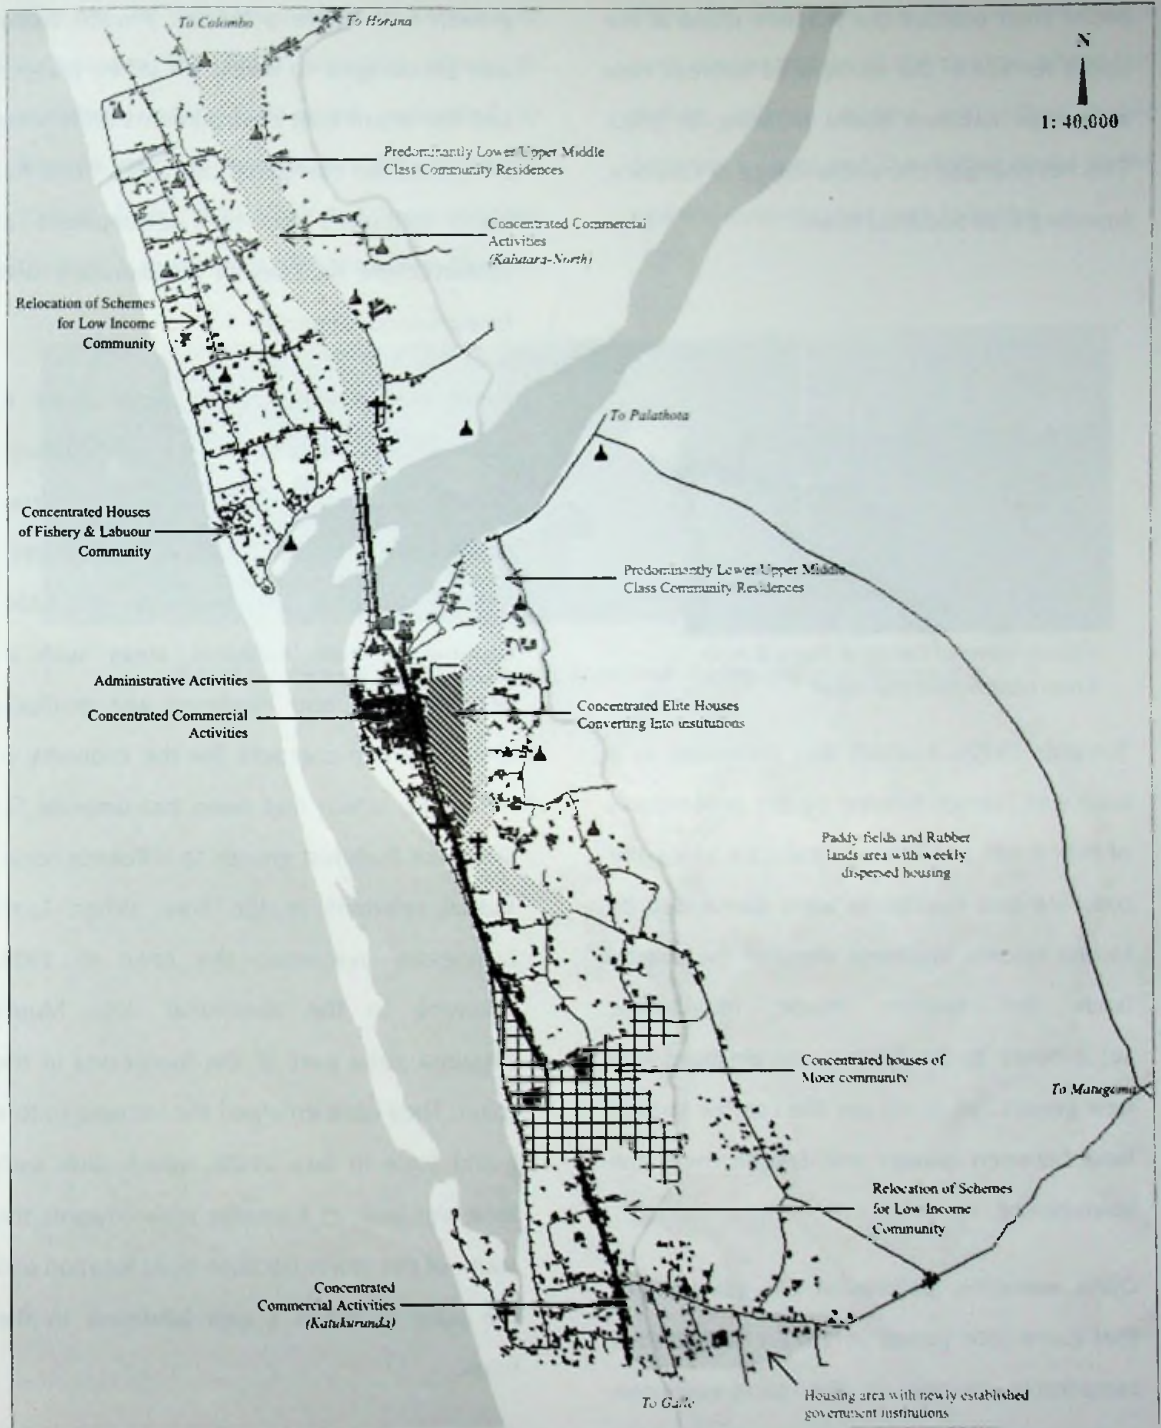 To Colombo
To Horana
N
1: 40,000
Predominantly Lower Upper Middle
Class Community Residences
Concentrated Commercial
Activities
(Kalutara-North)
Relocation of Schemes
for Low Income
Community
To Palathota
Concentrated Houses
of Fishery & Labuour
Community
Predominantly Lower Upper Middle
Class Community Residences
Administrative Activities
Concentrated Commercial
Activities
Concentrated Elite Houses
Converting Into institutions
Paddy fields and Rubber
lands area with weekly
dispersed housing
Concentrated houses of
Moor community
To Matugama
Relocation of Schemes
for Low Income
Community
Concentrated
Commercial Activities
(Katukurunda)
Housing area with newly established
government institutions
To Galle